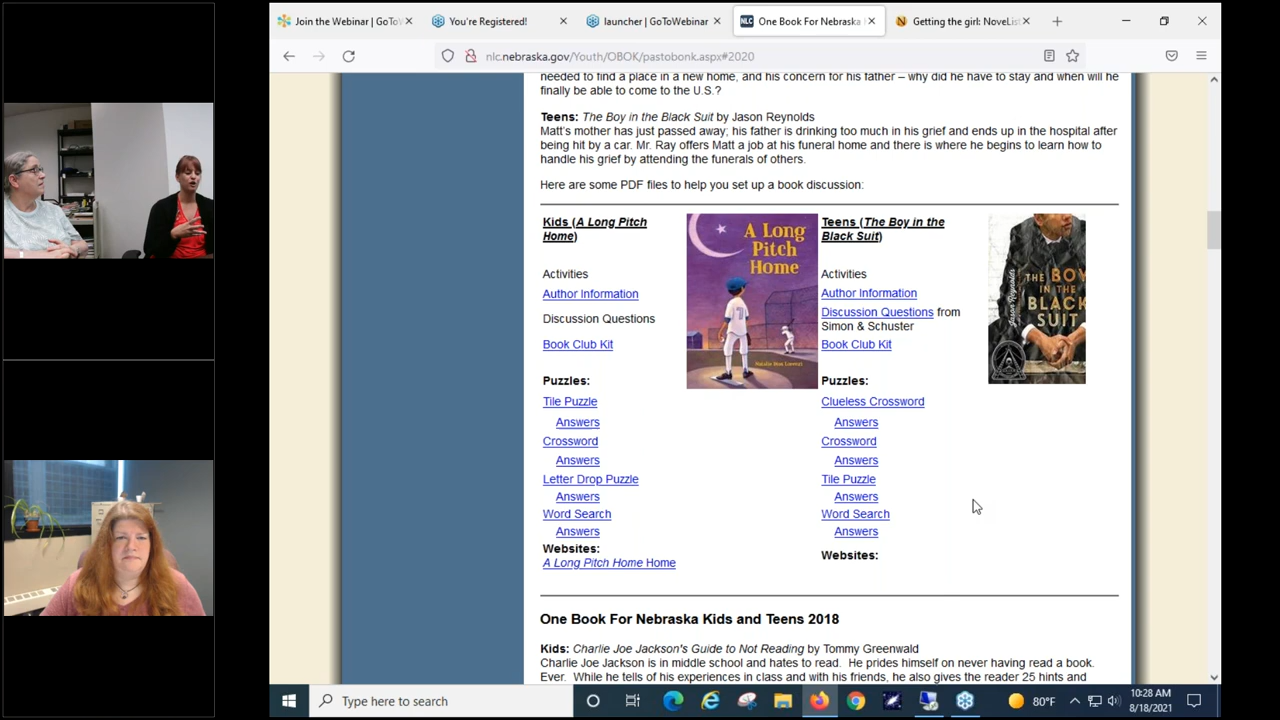 Join the Webinar | GoToW
You're Registered!
launcher | GoToWebinar
NLC One Book For Nebraska
Getting the girl: NoveList
nlc.nebraska.gov/Youth/OBOK/pastobonk.aspx#2020
needed to find a place in a new home, and his concern for his father – why did he have to stay and when will he
finally be able to come to the U.S.?
Teens: The Boy in the Black Suit by Jason Reynolds
Matt's mother has just passed away; his father is drinking too much in his grief and ends up in the hospital after
being hit by a car. Mr. Ray offers Matt a job at his funeral home and there is where he begins to learn how to
handle his grief by attending the funerals of others.
Here are some PDF files to help you set up a book discussion:
Kids (A Long Pitch
Home)
Activities
Author Information
Discussion Questions
Book Club Kit
Puzzles:
Tile Puzzle
Answers
Crossword
Answers
Letter Drop Puzzle
Answers
Word Search
Answers
Websites:
A Long Pitch Home Home
A Long
Pitch
Home
Teens (The Boy in the
Black Suit)
Activities
Author Information
Discussion Questions from
Simon & Schuster
Book Club Kit
Puzzles:
Clueless Crossword
Answers
Crossword
Answers
Tile Puzzle
Answers
Word Search
Answers
Websites:
THE BOY
IN THE
BLACK
SUIT
Jason Reynolds
One Book For Nebraska Kids and Teens 2018
Kids: Charlie Joe Jackson's Guide to Not Reading by Tommy Greenwald
Charlie Joe Jackson is in middle school and hates to read. He prides himself on never having read a book.
Ever. While he tells of his experiences in class and with his friends, he also gives the reader 25 hints and
Type here to search
80°F
10:28 AM
8/18/2021